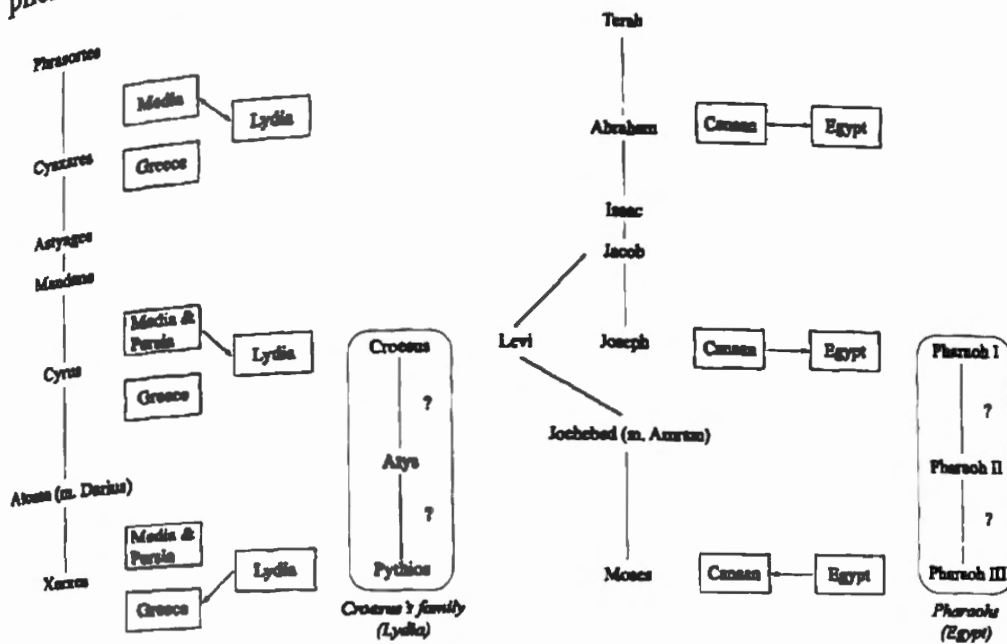 Phraortes
Media
Lydia
Greece
Cyaxares
Astyages
Mandane
Media &
Persia
Lydia
Greece
Cyrus
Croesus
?
Atys
?
Pythios
Croesus's family
(Lydia)
Atossa (m. Darius)
Media &
Persia
Lydia
Greece
Xerxes
Terah
Abraham
Canaan
Egypt
Isaac
Jacob
Levi
Joseph
Canaan
Egypt
Jochebed (m. Amram)
Moses
Canaan
Egypt
Pharaoh I
?
Pharaoh II
?
Pharaoh III
Pharaohs
(Egypt)